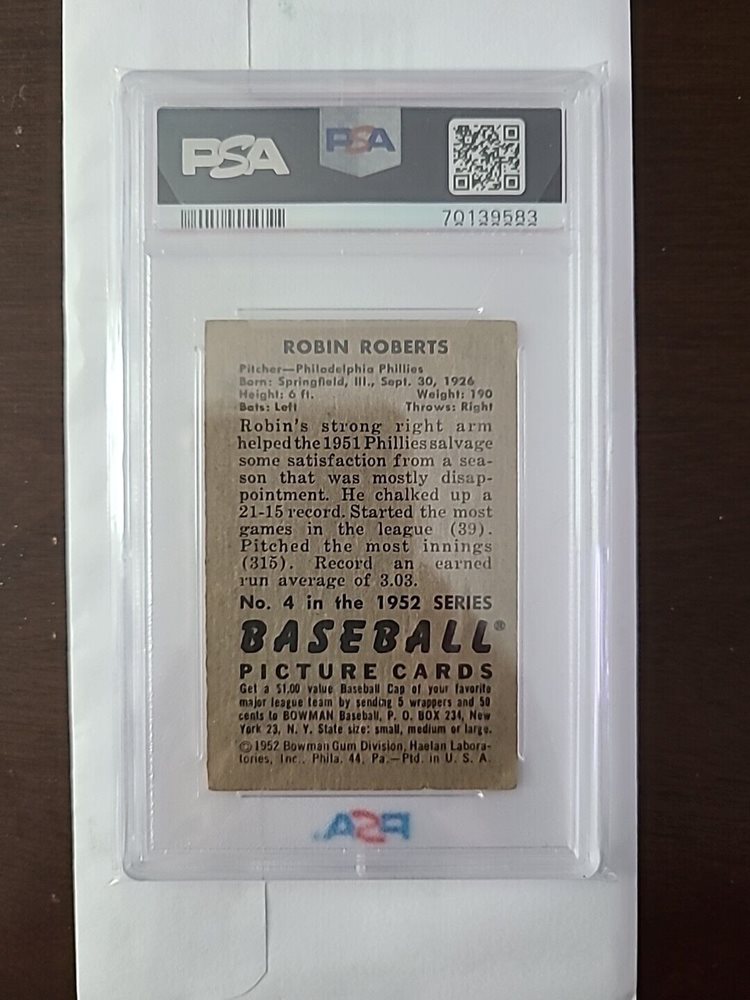 PSA PSA
70139583
ROBIN ROBERTS
Pitcher—Philadelphia Phillies
Born: Springfield, Ill., Sept. 30, 1926
Height: 6 ft. Weight: 190
Bats: Left Throws: Right
Robin's strong right arm
helped the 1951 Phillies salvage
some satisfaction from a sea-
son that was mostly disap-
pointment. He chalked up a
21-15 record. Started the most
games in the league (39).
Pitched the most innings
(315). Record an earned
run average of 3.03.
No. 4 in the 1952 SERIES
BASEBALL®
PICTURE CARDS
Get a $1.00 value Baseball Cap of your favorite
major league team by sending 5 wrappers and 50
cents to BOWMAN Baseball, P. O. BOX 234, New
York 23, N. Y. State size: small, medium or large.
©1952 Bowman Gum Division, Haelan Labora-
tories, Inc., Phila. 44, Pa.—Ptd. in U. S. A.
PSA